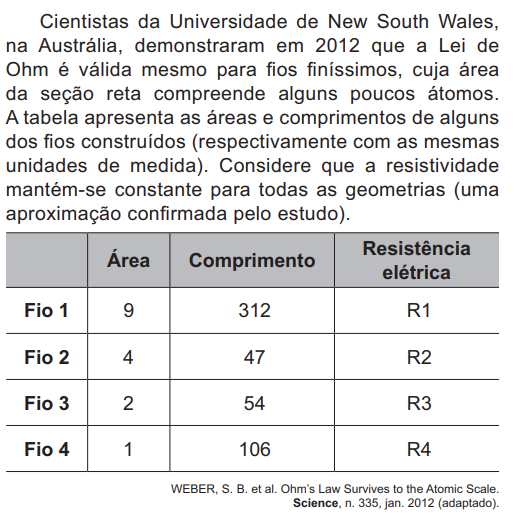 Cientistas da Universidade de New South Wales,
na Austrália, demonstraram em 2012 que a Lei de
Ohm é válida mesmo para fios finíssimos, cuja área
da seção reta compreende alguns poucos átomos.
A tabela apresenta as áreas e comprimentos de alguns
dos fios construídos (respectivamente com as mesmas
unidades de medida). Considere que a resistividade
mantém-se constante para todas as geometrias (uma
aproximação confirmada pelo estudo).
Área Comprimento Resistência
elétrica
Fio 1 9 312 R1
Fio 2 4 47 R2
Fio 3 2 54 R3
Fio 4 1 106 R4
WEBER, S. B. et al. Ohm's Law Survives to the Atomic Scale.
Science, n. 335, jan. 2012 (adaptado).